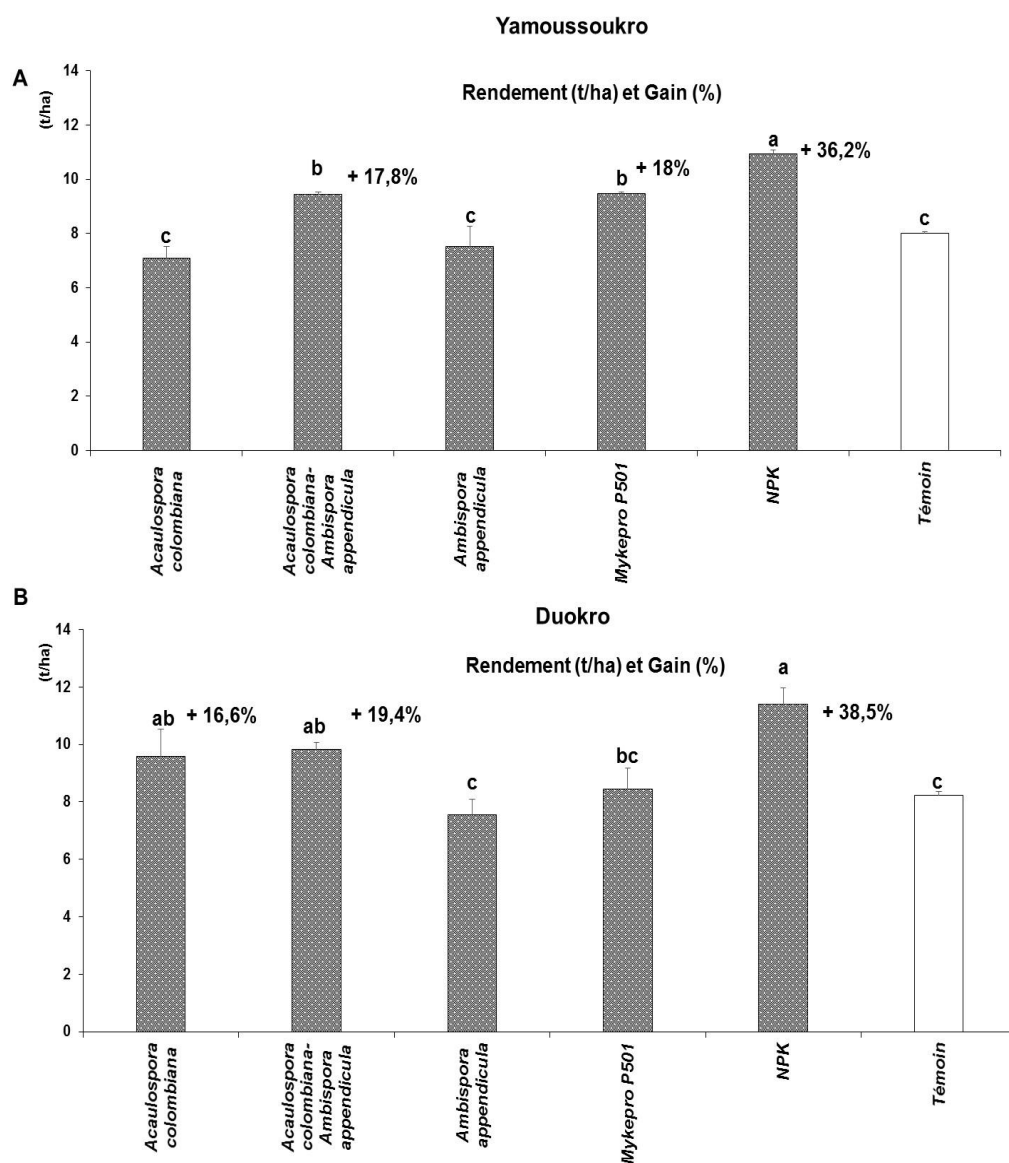 Yamoussoukro
A
Rendement (t/ha) et Gain (%)
(t/ha)
14
12
10
8
6
4
2
0
c
b
+ 17,8%
c
b
+ 18%
a
+ 36,2%
c
Acaulospora
colombiana
Acaulospora
colombiana-
Ambispora
appendicula
Ambispora
appendicula
Mykepro P501
NPK
Témoin
B
Duokro
Rendement (t/ha) et Gain (%)
(t/ha)
14
12
10
8
6
4
2
0
ab
+ 16,6%
ab
+ 19,4%
c
bc
a
+ 38,5%
c
Acaulospora
colombiana
Acaulospora
colombiana-
Ambispora
appendicula
Ambispora
appendicula
Mykepro P501
NPK
Témoin